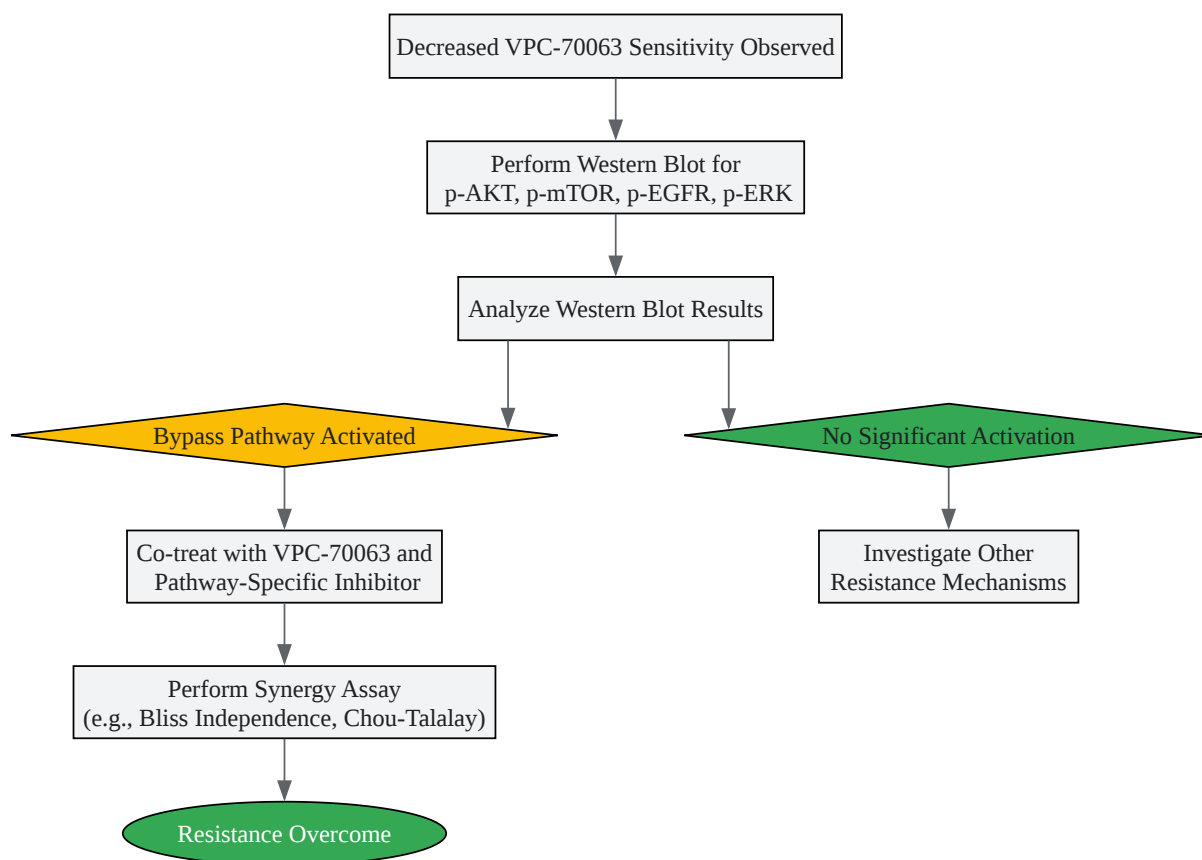 Decreased VPC-70063 Sensitivity Observed
Perform Western Blot for
p-AKT, p-mTOR, p-EGFR, p-ERK
Analyze Western Blot Results
Bypass Pathway Activated
No Significant Activation
Co-treat with VPC-70063 and
Pathway-Specific Inhibitor
Investigate Other
Resistance Mechanisms
Perform Synergy Assay
(e.g., Bliss Independence, Chou-Talalay)
Resistance Overcome